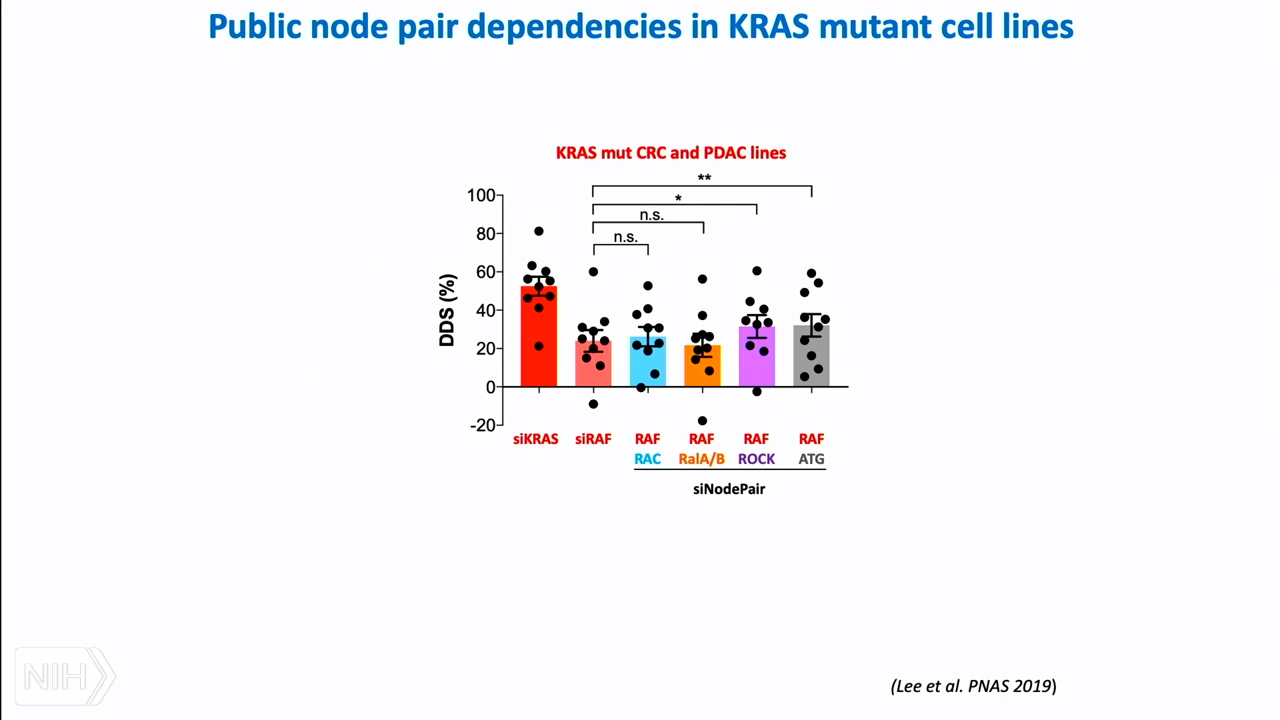 Public node pair dependencies in KRAS mutant cell lines
KRAS mut CRC and PDAC lines
**
*
n.s.
n.s.
DDS (%)
100
80
60
40
20
0
-20
siKRAS siRAF RAF RAF RAF RAF
RAC RalA/B ROCK ATG
siNodePair
NIH
(Lee et al. PNAS 2019)